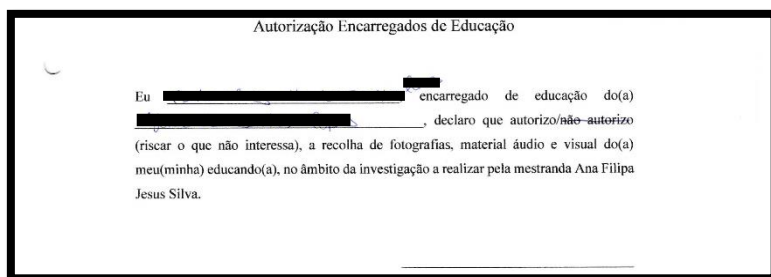 Autorização Encarregados de Educação
Eu encarregado de educação do(a)
, declaro que autorizo/não autorizo
(riscar o que não interessa), a recolha de fotografias, material áudio e visual do(a)
meu(minha) educando(a), no âmbito da investigação a realizar pela mestranda Ana Filipa
Jesus Silva.